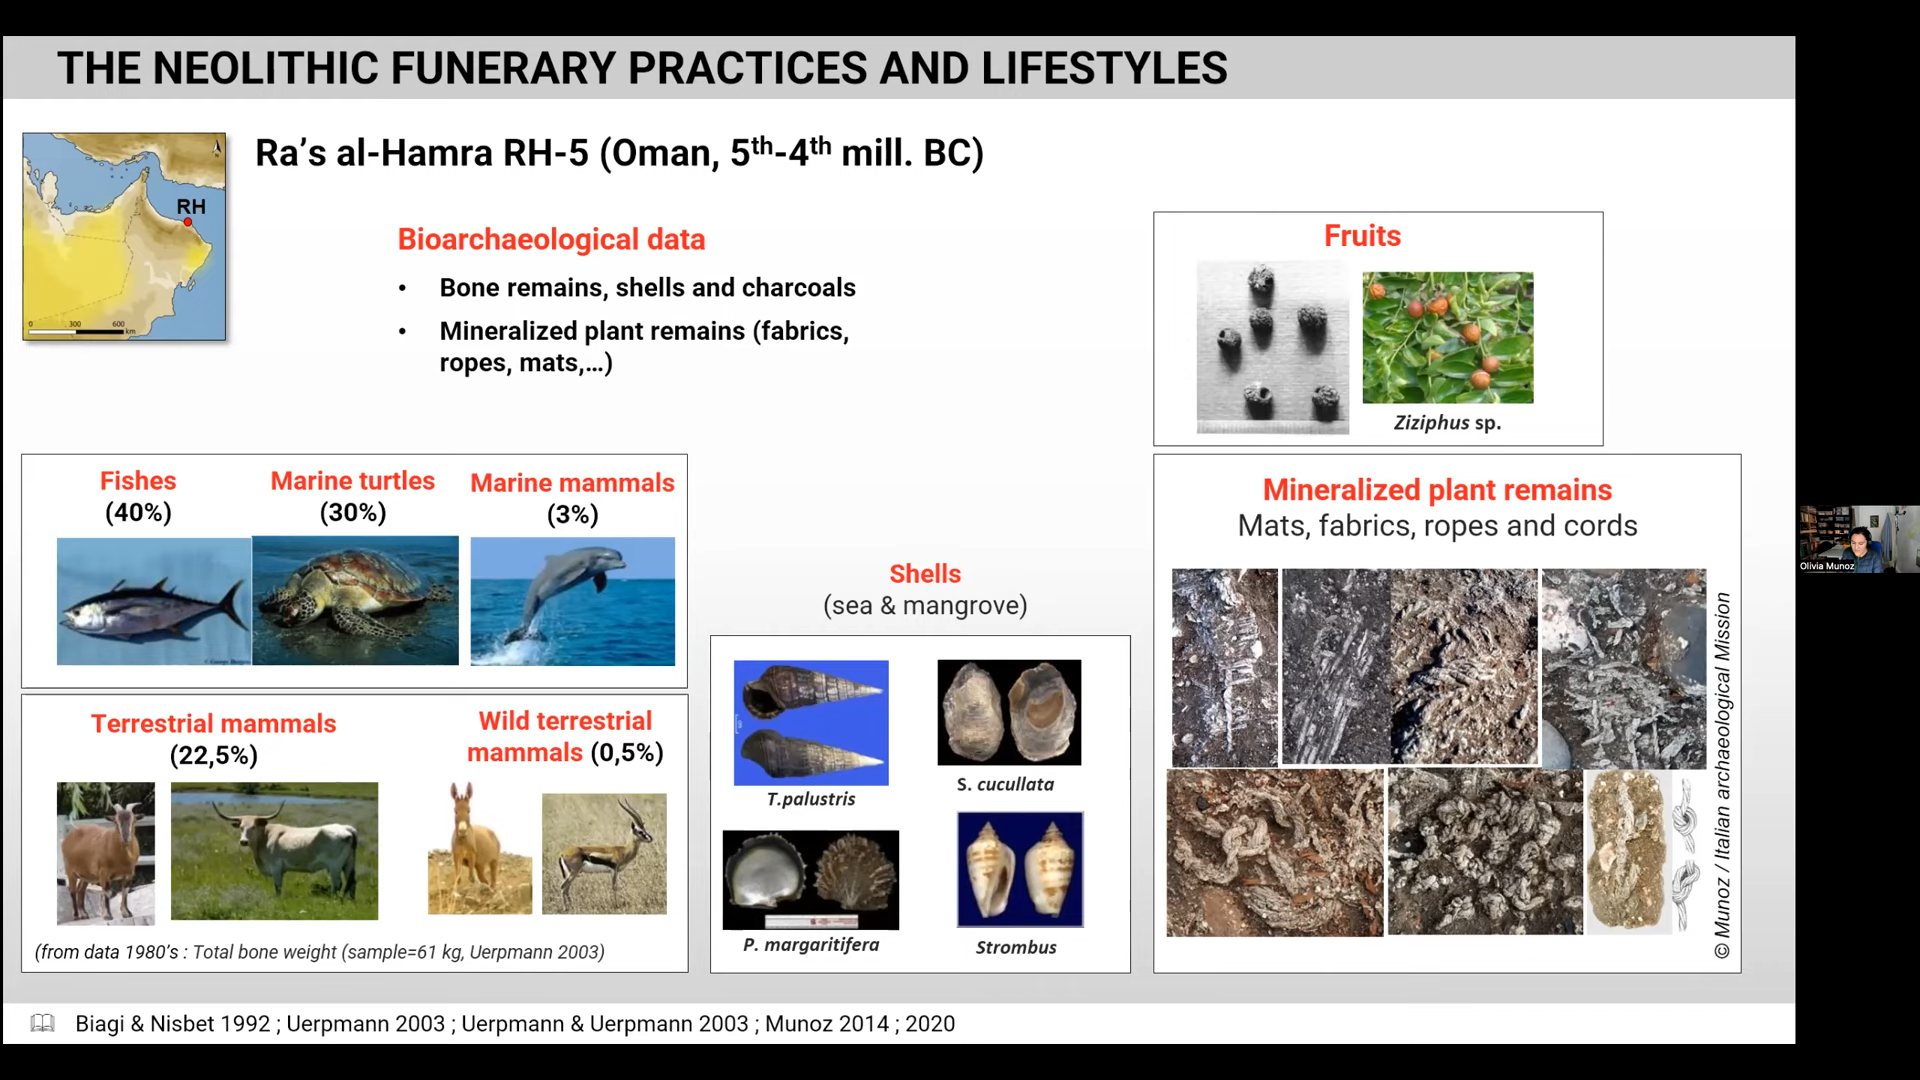 THE NEOLITHIC FUNERARY PRACTICES AND LIFESTYLES
Ra's al-Hamra RH-5 (Oman, 5th-4th mill. BC)
RH
0 300 600 km
Bioarchaeological data
• Bone remains, shells and charcoals
• Mineralized plant remains (fabrics,
ropes, mats,...)
Fruits
Ziziphus sp.
Fishes
(40%)
Marine turtles
(30%)
Marine mammals
(3%)
Terrestrial mammals
(22,5%)
Wild terrestrial
mammals (0,5%)
(from data 1980's : Total bone weight (sample=61 kg, Uerpmann 2003)
Shells
(sea & mangrove)
T.palustris
S. cucullata
P. margaritifera
Strombus
Mineralized plant remains
Mats, fabrics, ropes and cords
© Munoz / Italian archaeological Mission
Olivia Munoz
Biagi & Nisbet 1992 ; Uerpmann 2003 ; Uerpmann & Uerpmann 2003 ; Munoz 2014 ; 2020